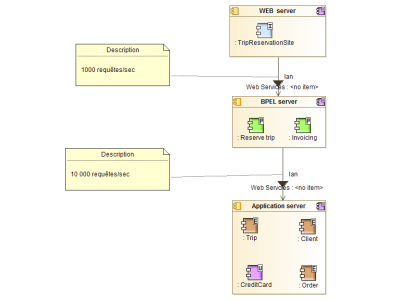 WEB server
: TripReservationSite
Description
1000 requêtes/sec
lan
Web Services : <no item>
BPEL server
: Reserve trip
: Invoicing
Description
10 000 requêtes/sec
lan
Web Services : <no item>
Application server
: Trip
: Client
: CreditCard
: Order